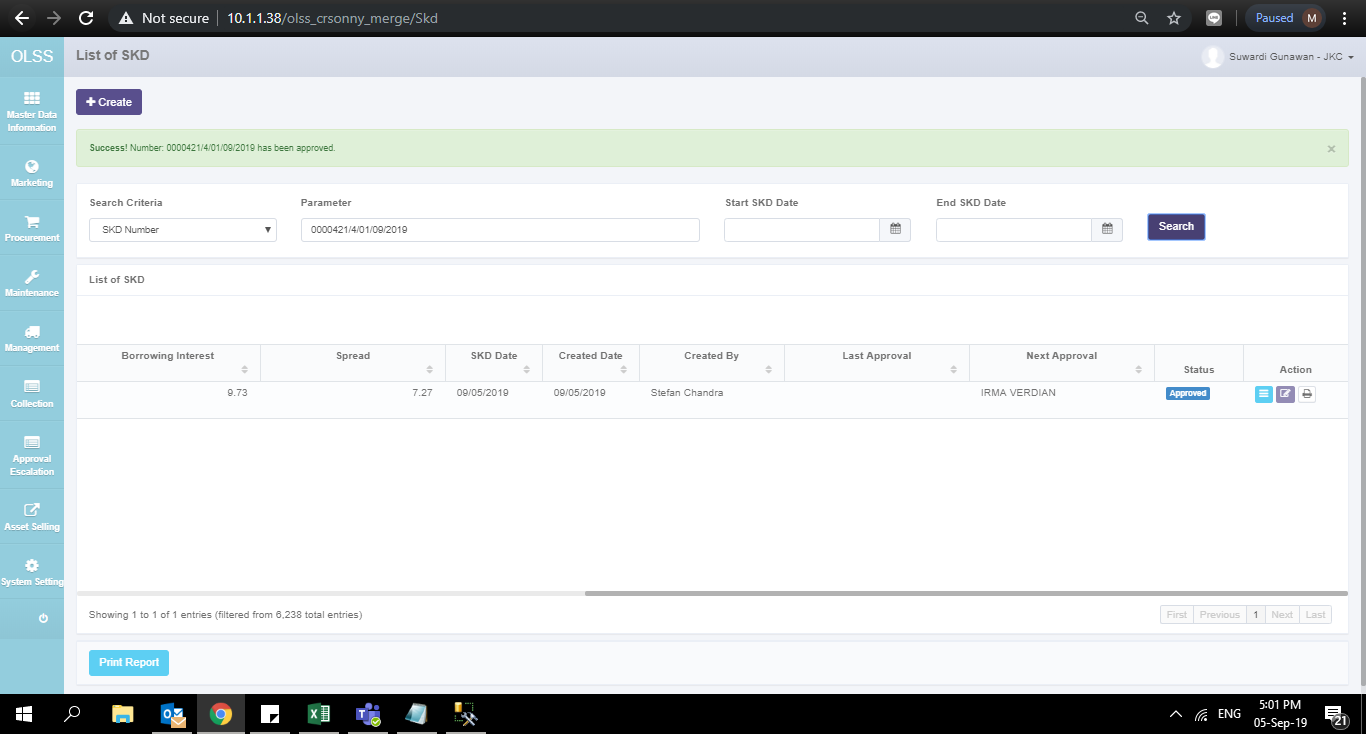 Not secure
10.1.1.38/olss_crsonny_merge/Skd
Paused
M
OLSS
List of SKD
Suwardi Gunawan - JKC
Master Data
Information
Marketing
Procurement
Maintenance
Management
Collection
Approval
Escalation
Asset Selling
System Setting
+ Create
Success! Number: 0000421/4/01/09/2019 has been approved.
×
Search Criteria
Parameter
Start SKD Date
End SKD Date
SKD Number
0000421/4/01/09/2019
Search
List of SKD
Borrowing Interest
Spread
SKD Date
Created Date
Created By
Last Approval
Next Approval
Status
Action
9.73
7.27
09/05/2019
09/05/2019
Stefan Chandra
IRMA VERDIAN
Approved
Showing 1 to 1 of 1 entries (filtered from 6,238 total entries)
First
Previous
1
Next
Last
Print Report
ENG
5:01 PM
05-Sep-19
21